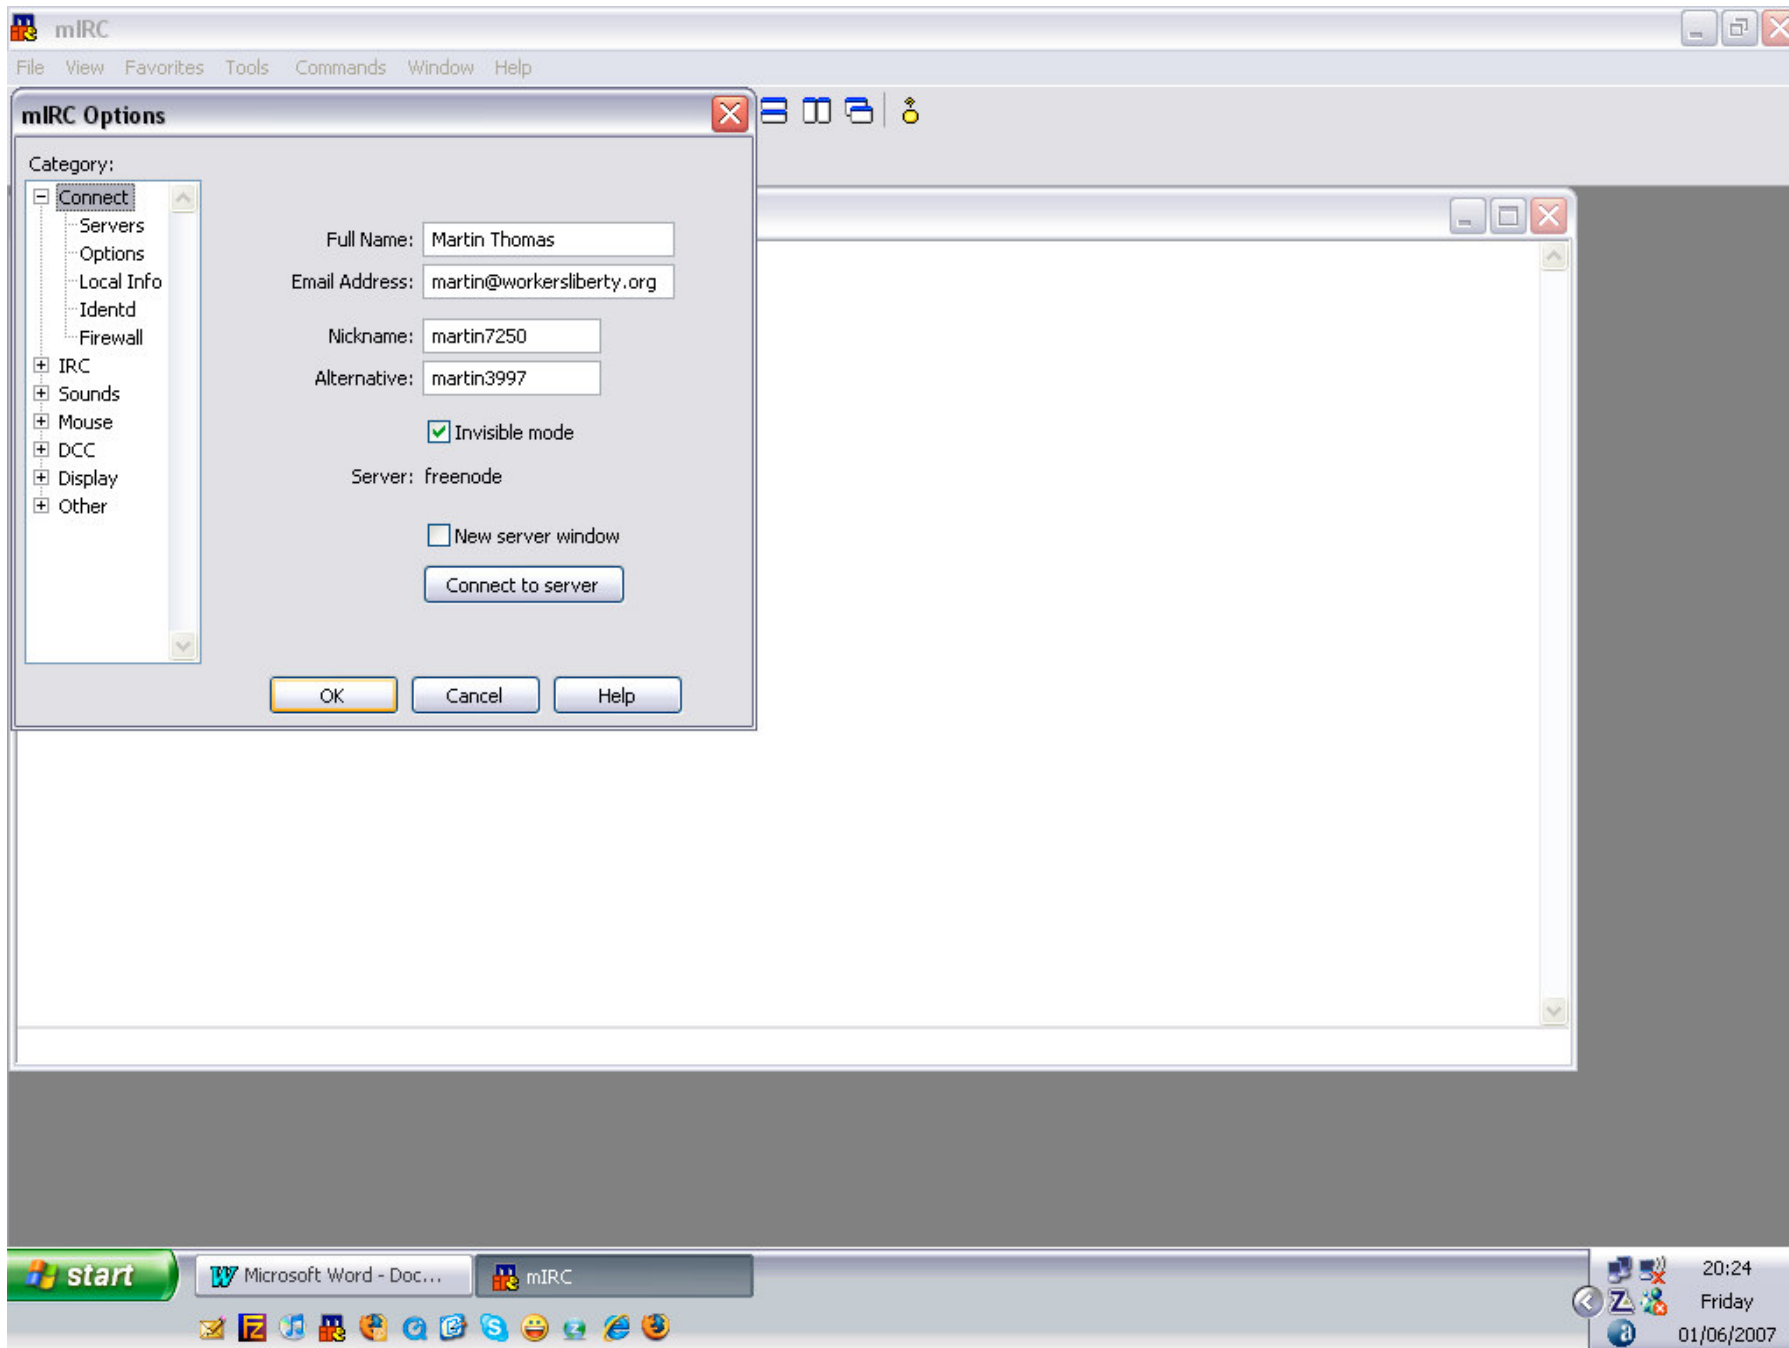 mIRC
File View Favorites Tools Commands Window Help
mIRC Options
Category:
Connect
Servers
Options
Local Info
Identd
Firewall
IRC
Sounds
Mouse
DCC
Display
Other
Full Name: Martin Thomas
Email Address: martin@workersliberty.org
Nickname: martin7250
Alternative: martin3997
Invisible mode
Server: freenode
New server window
Connect to server
OK Cancel Help
start
Microsoft Word - Doc...
mIRC
20:24
Friday
01/06/2007